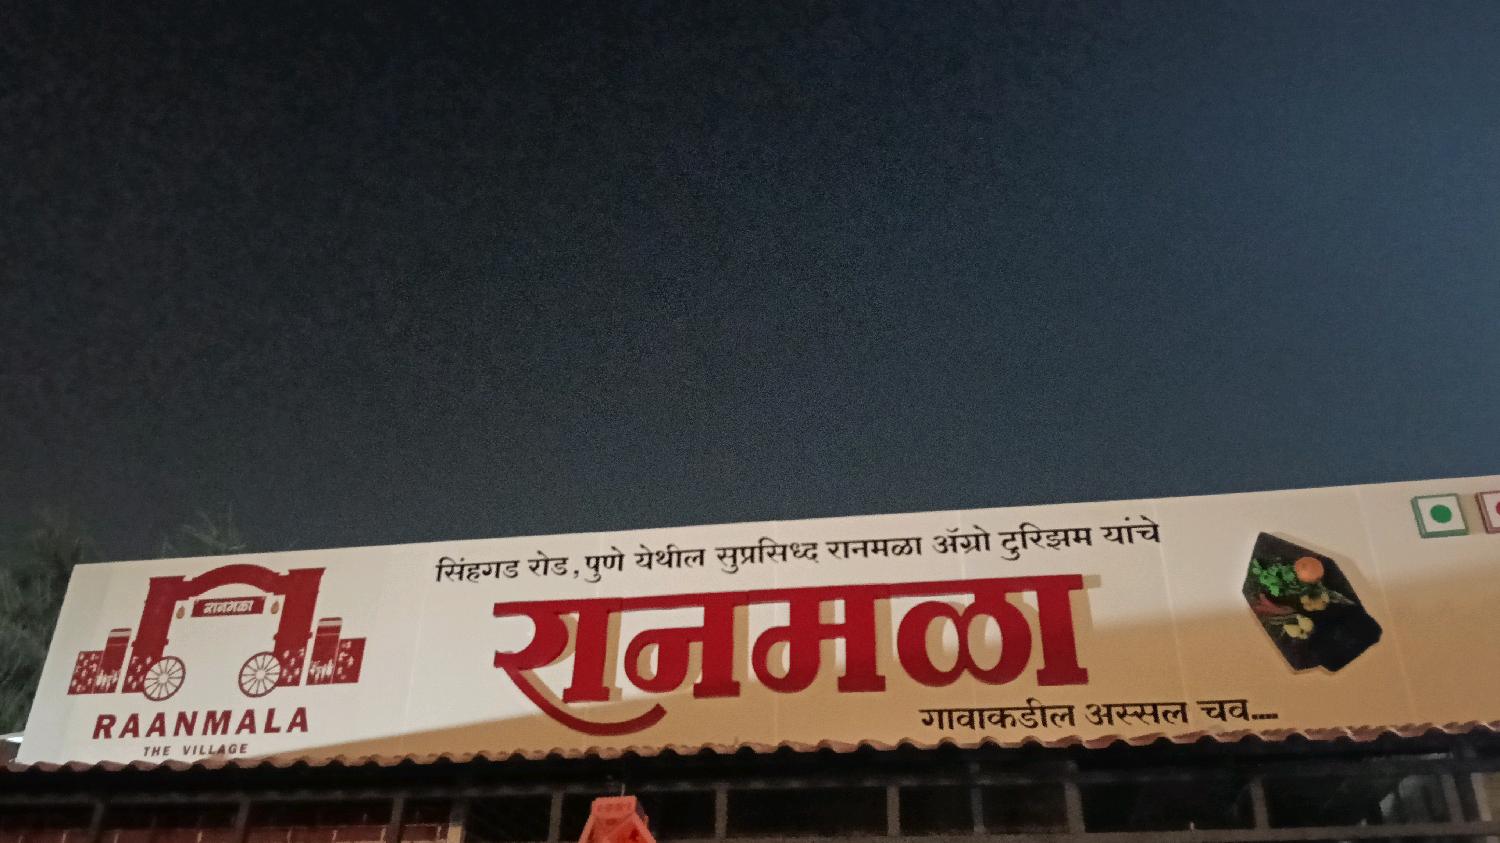 सिंहगड रोड, पुणे येथील सुप्रसिध्द रानमळा ॲग्रो टुरिझम यांचे
रानमळा
गावाकडील अस्सल चव....
रानमळा
RAANMALA
THE VILLAGE